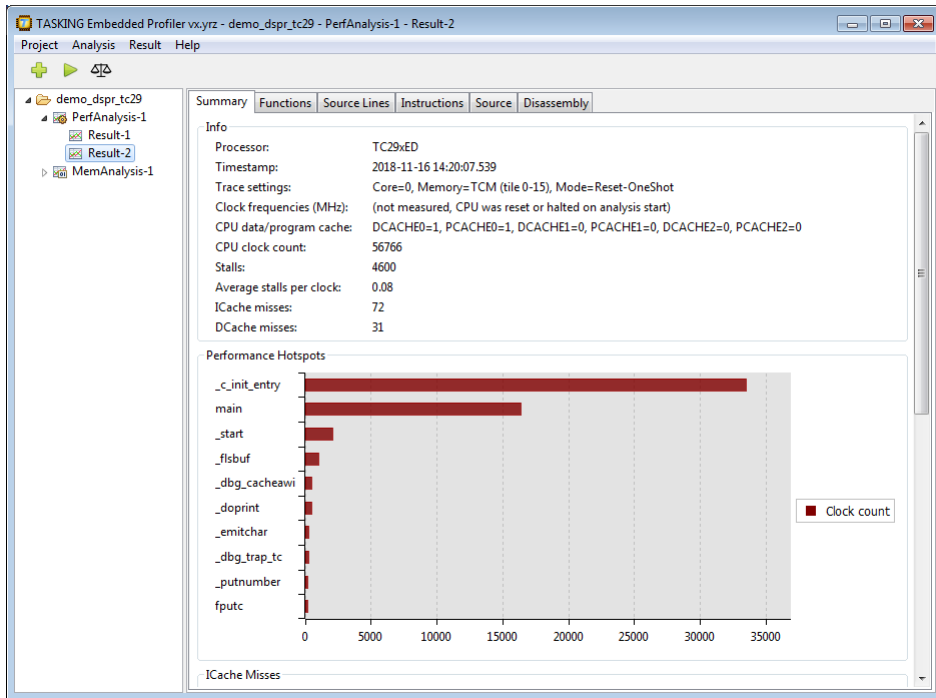 TASKING Embedded Profiler vx.yrz - demo_dspr_tc29 - PerfAnalysis-1 - Result-2
Project Analysis Result Help
demo_dspr_tc29
PerfAnalysis-1
Result-1
Result-2
MemAnalysis-1
Summary Functions Source Lines Instructions Source Disassembly
Info
Processor: TC29xED
Timestamp: 2018-11-16 14:20:07.539
Trace settings: Core=0, Memory=TCM (tile 0-15), Mode=Reset-OneShot
Clock frequencies (MHz): (not measured, CPU was reset or halted on analysis start)
CPU data/program cache: DCACHE0=1, PCACHE0=1, DCACHE1=0, PCACHE1=0, DCACHE2=0, PCACHE2=0
CPU clock count: 56766
Stalls: 4600
Average stalls per clock: 0.08
ICache misses: 72
DCache misses: 31
Performance Hotspots
_c_init_entry
main
_start
_flsbuf
_dbg_cacheawi
_doprint
_emitchar
_dbg_trap_tc
_putnumber
fputc
Clock count
0 5000 10000 15000 20000 25000 30000 35000
ICache Misses